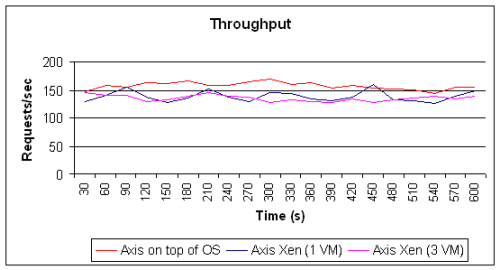 Throughput
Requests/sec
200
150
100
50
0
30 60 90 120 150 180 210 240 270 300 330 360 390 420 450 480 510 540 570 600
Time (s)
Axis on top of OS Axis Xen (1 VM) Axis Xen (3 VM)